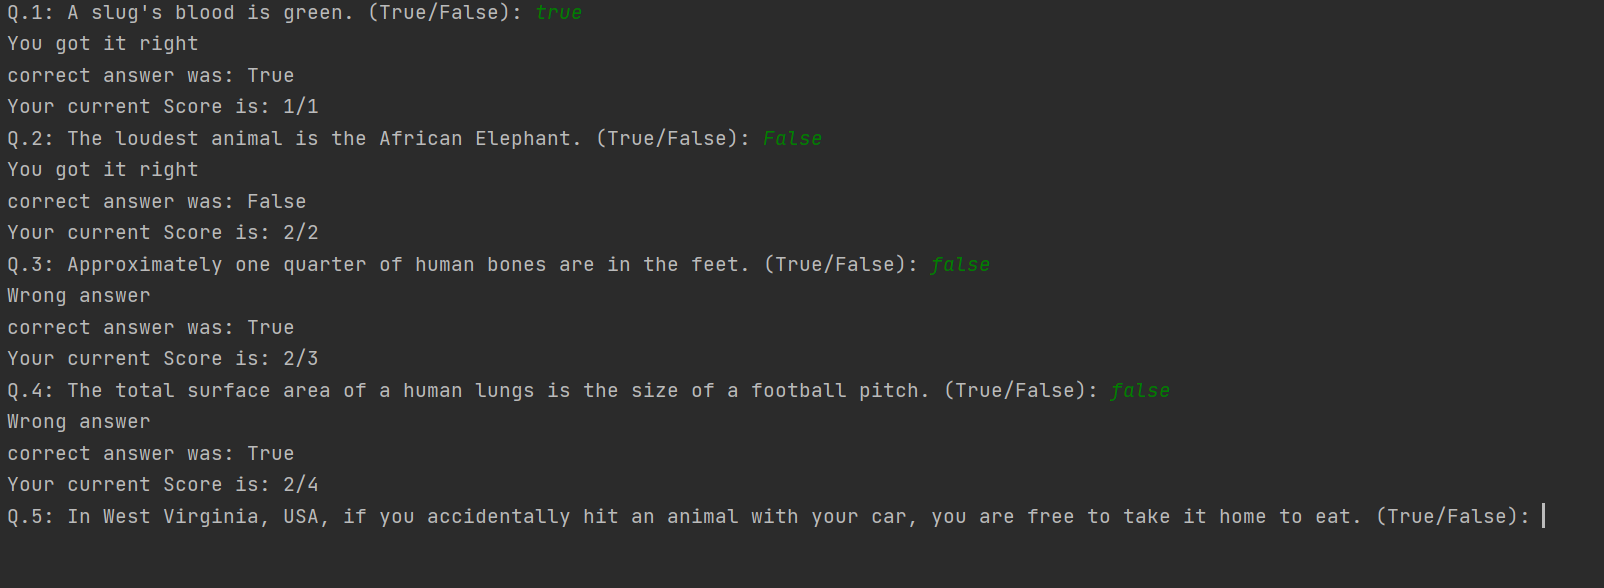 Q.1: A slug's blood is green. (True/False): true
You got it right
correct answer was: True
Your current Score is: 1/1
Q.2: The loudest animal is the African Elephant. (True/False): False
You got it right
correct answer was: False
Your current Score is: 2/2
Q.3: Approximately one quarter of human bones are in the feet. (True/False): false
Wrong answer
correct answer was: True
Your current Score is: 2/3
Q.4: The total surface area of a human lungs is the size of a football pitch. (True/False): false
Wrong answer
correct answer was: True
Your current Score is: 2/4
Q.5: In West Virginia, USA, if you accidentally hit an animal with your car, you are free to take it home to eat. (True/False):